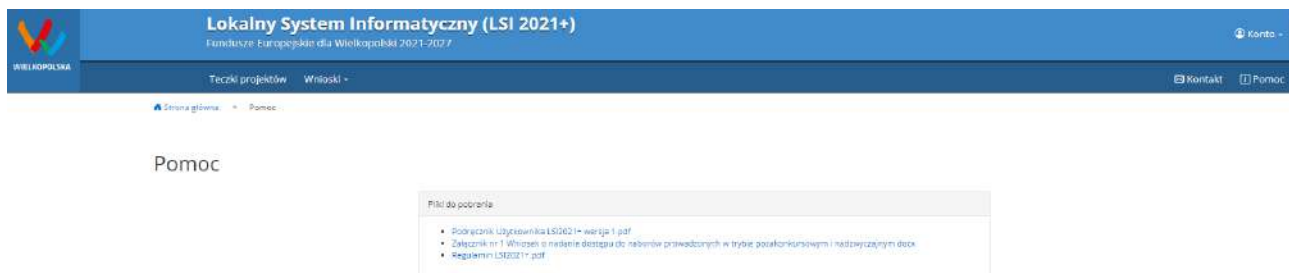 Lokalny System Informatyczny (LSI 2021+)
Fundusze Europejskie dla Wielkopolski 2021-2027
Konto
WIELKOPOLSKA
Teczki projektów Wnioski
Kontakt Pomoc
Strona główna Pomoc
Pomoc
Pliki do pobrania
Podręcznik Użytkownika LSI2021+ wersja 1.pdf
Załącznik nr 1 Wniosek o nadanie dostępu do naborów prowadzonych w trybie pozakonkursowym i nadzwyczajnym.docx
Regulamin LSI2021+.pdf